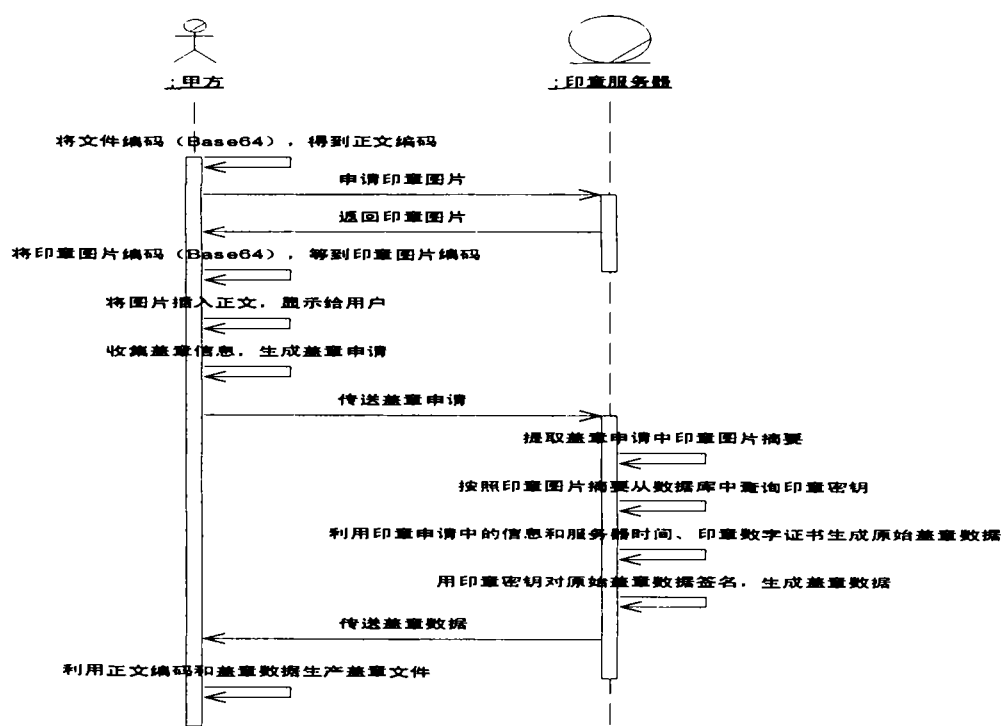 :甲方
:印章服务器
将文件编码（Base64），得到正文编码
申请印章图片
返回印章图片
将印章图片编码（Base64），等到印章图片编码
将图片插入正文，显示给用户
收集盖章信息，生成盖章申请
传送盖章申请
提取盖章申请中印章图片摘要
按照印章图片摘要从数据库中查询印章密钥
利用印章申请中的信息和服务器时间、印章数字证书生成原始盖章数据
用印章密钥对原始盖章数据签名，生成盖章数据
传送盖章数据
利用正文编码和盖章数据生产盖章文件